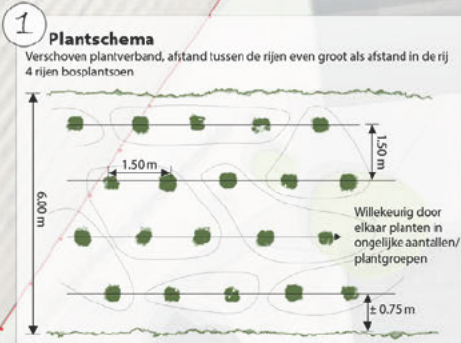 1
Plantschema
Verschoven plantverband, afstand tussen de rijen even groot als afstand in de rij
4 rijen bosplantsoen
1.50 m
1.50 m
6.00 m
Willekeurig door
elkaar planten in
ongelijke aantallen/
plantgroepen
± 0.75 m